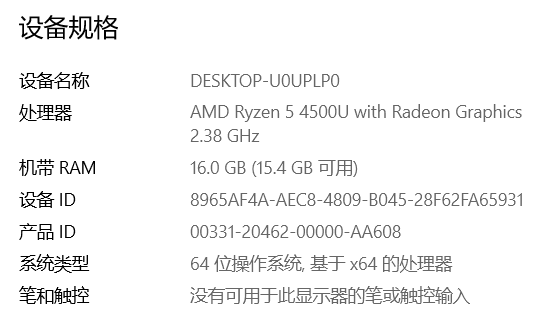 设备规格
设备名称 DESKTOP-U0UPLP0
处理器 AMD Ryzen 5 4500U with Radeon Graphics
2.38 GHz
机带 RAM 16.0 GB (15.4 GB 可用)
设备 ID 8965AF4A-AEC8-4809-B045-28F62FA65931
产品 ID 00331-20462-00000-AA608
系统类型 64 位操作系统, 基于 x64 的处理器
笔和触控 没有可用于此显示器的笔或触控输入